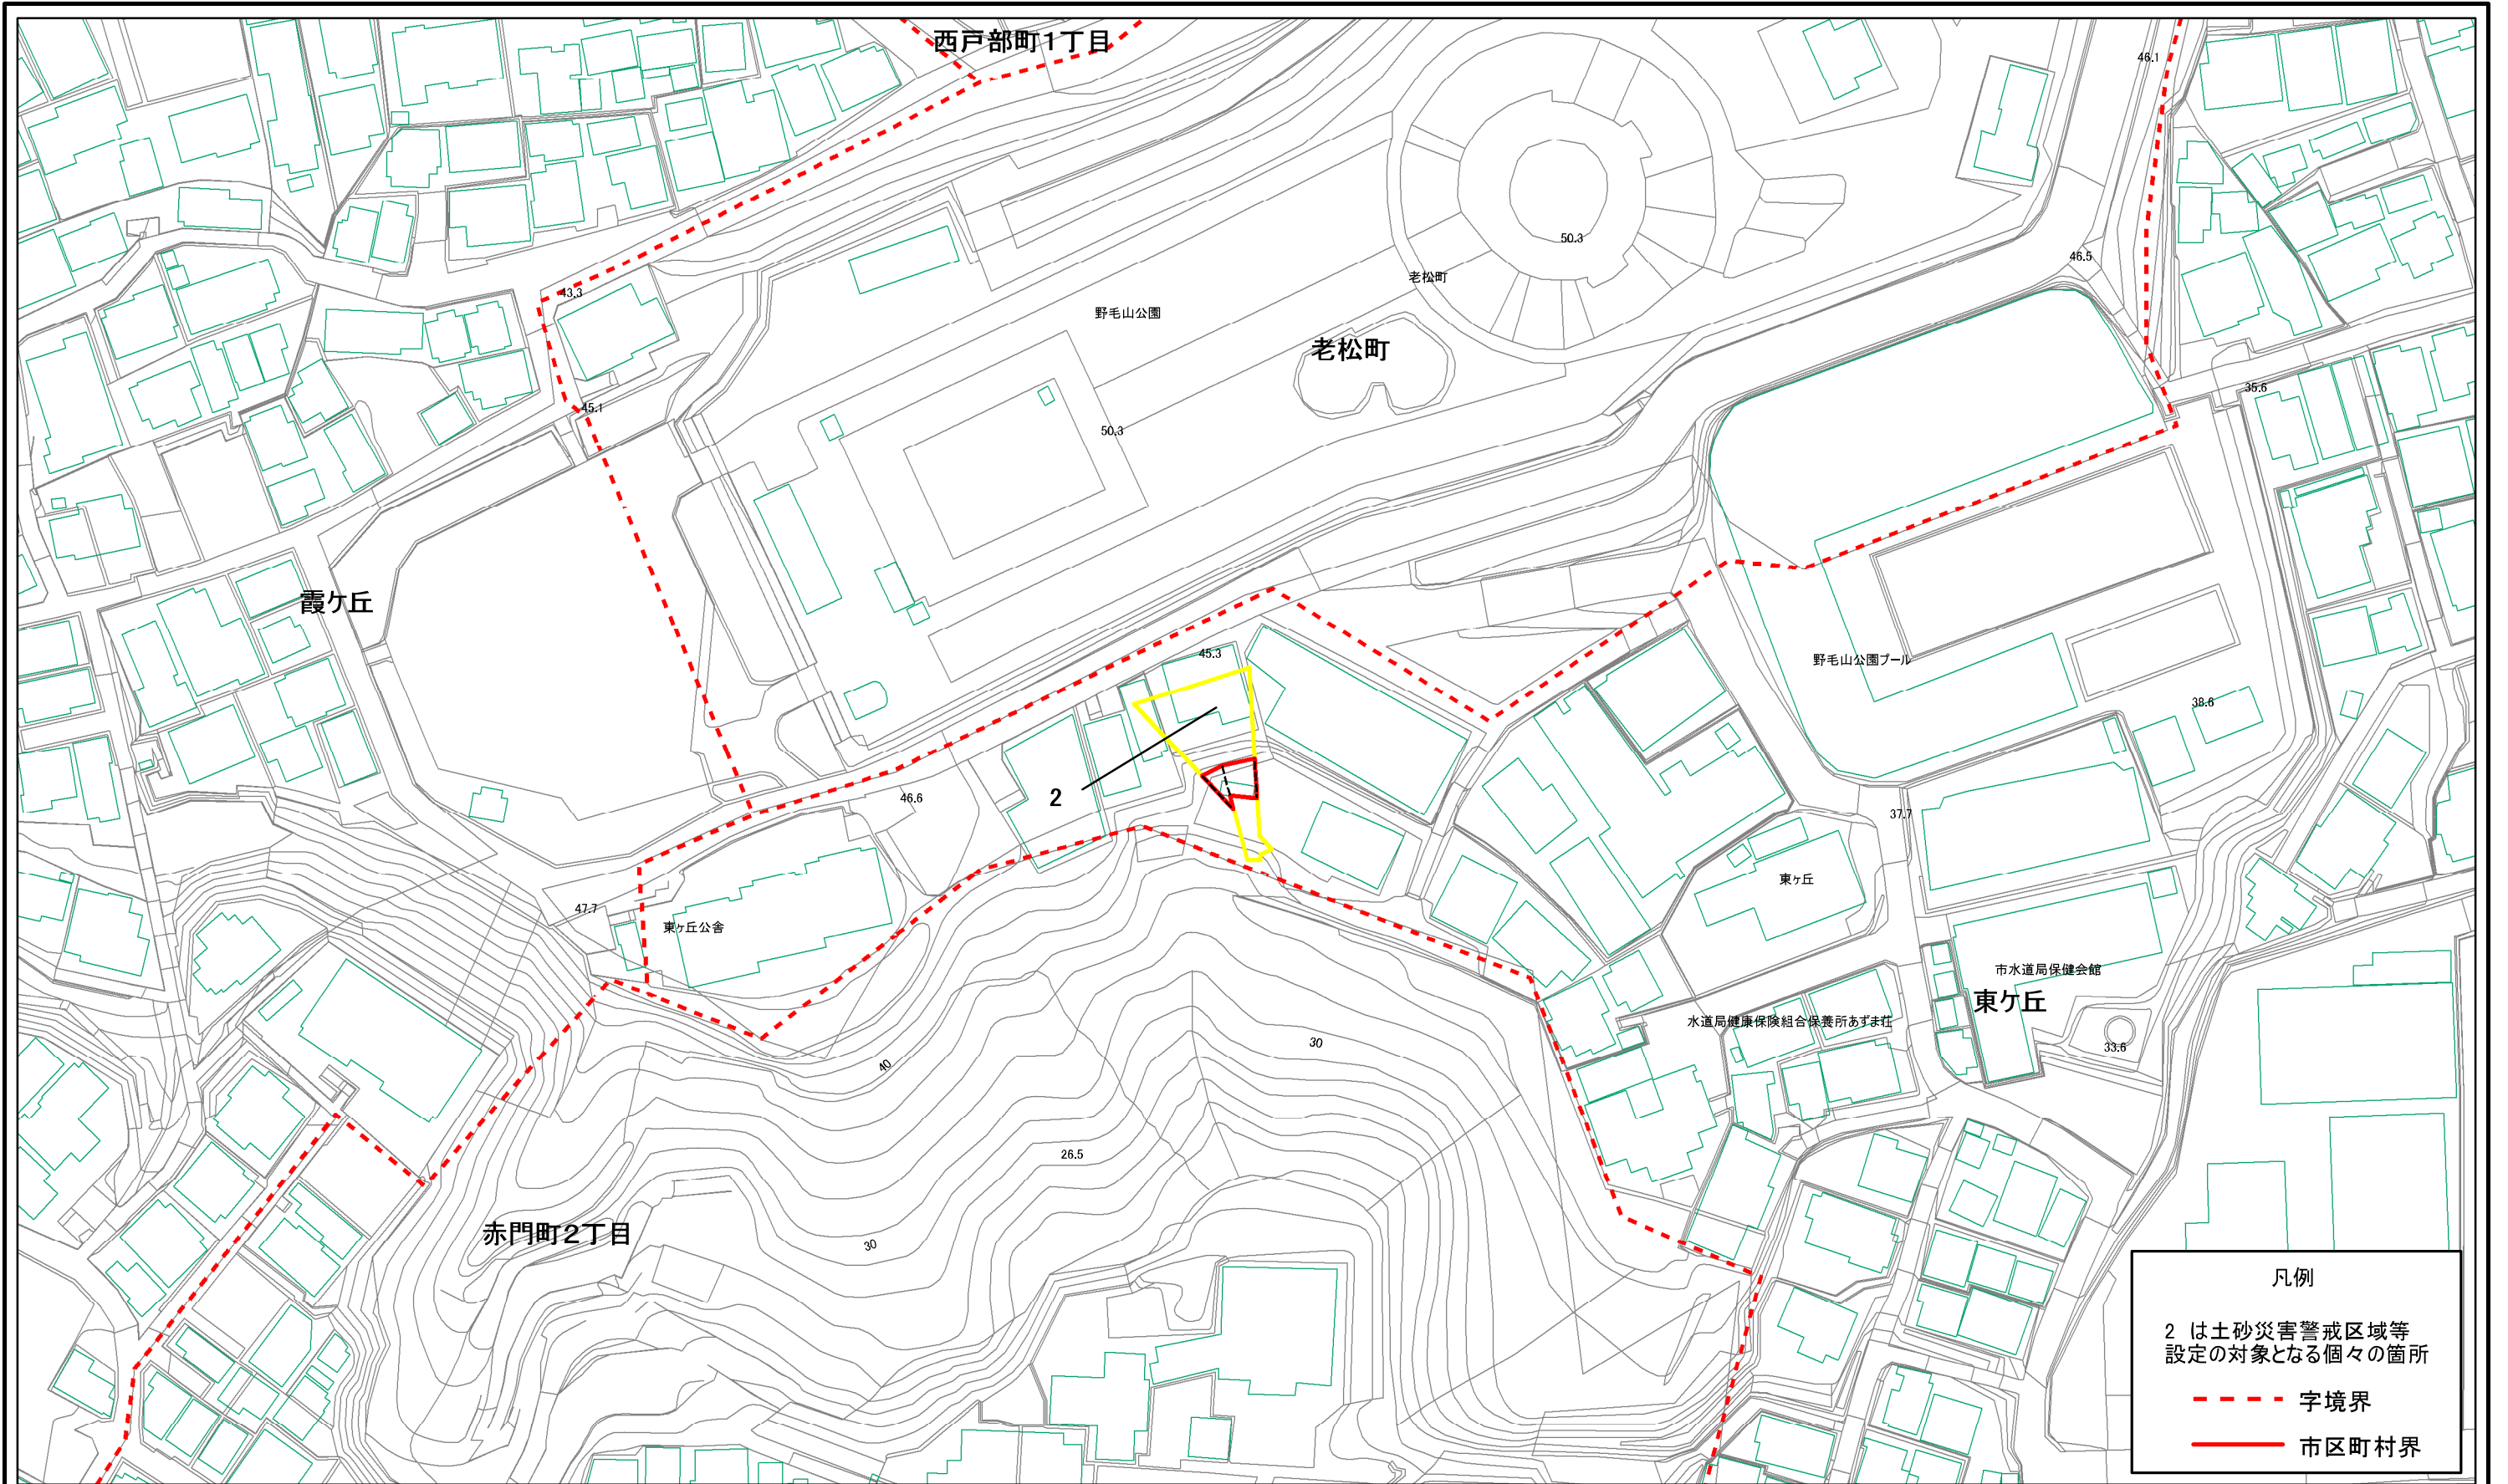 西戸部町1丁目
46.1
50.3
46.5
老松町
43.3
野毛山公園
老松町
35.6
45.1
50.3
霞ケ丘
45.3
野毛山公園プール
38.6
2
46.6
37.7
東ヶ丘
47.7
東ヶ丘公舎
市水道局保健会館
東ケ丘
水道局健康保険組合保養所あずま荘
30
33.6
40
26.5
赤門町2丁目
30
凡例
2 は土砂災害警戒区域等
設定の対象となる個々の箇所
字境界
市区町村界